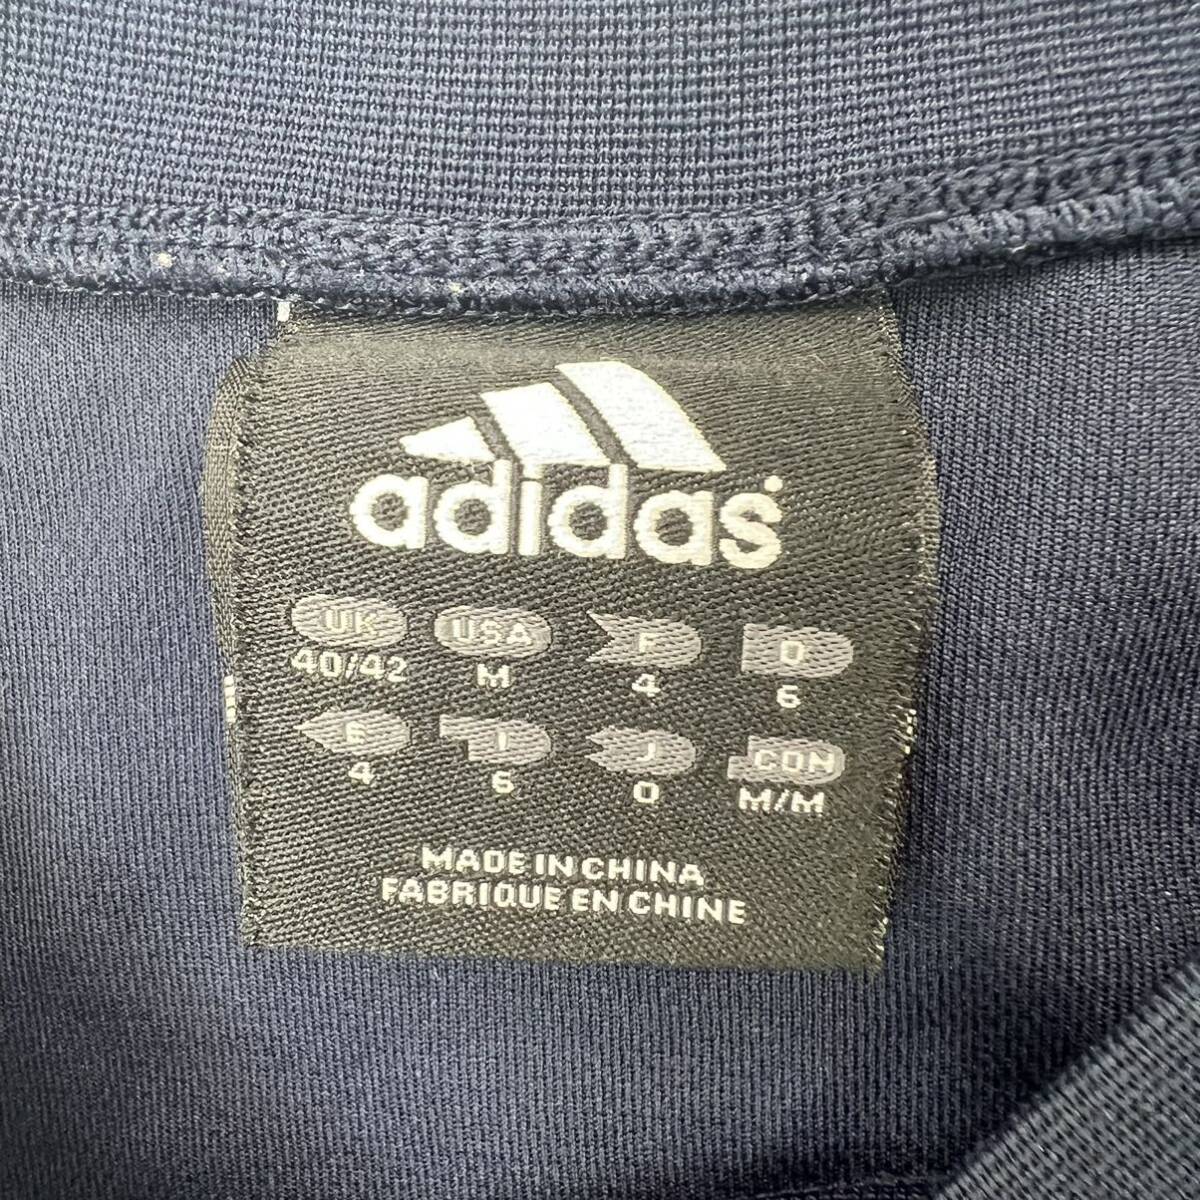 adidas
UK USA F D
40/42 M 4 6
E I J CON
4 6 O M/M
MADE IN CHINA
FABRIQUE EN CHINE